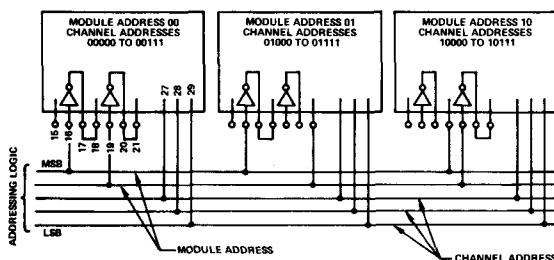 MODULE ADDRESS 00
CHANNEL ADDRESSES
00000 TO 00111
MODULE ADDRESS 01
CHANNEL ADDRESSES
01000 TO 01111
MODULE ADDRESS 10
CHANNEL ADDRESSES
10000 TO 10111
27
28
29
15
16
17
18
19
20
21
ADDRESSING LOGIC
MSB
LSB
MODULE ADDRESS
CHANNEL ADDRESS